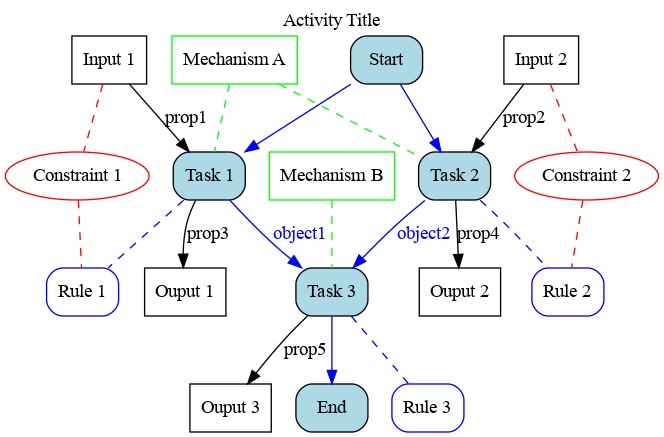 Activity Title
Input 1
Mechanism A
Start
Input 2
prop1
prop2
Constraint 1
Task 1
Mechanism B
Task 2
Constraint 2
prop3
object1
object2
prop4
Rule 1
Ouput 1
Task 3
Ouput 2
Rule 2
prop5
Ouput 3
End
Rule 3